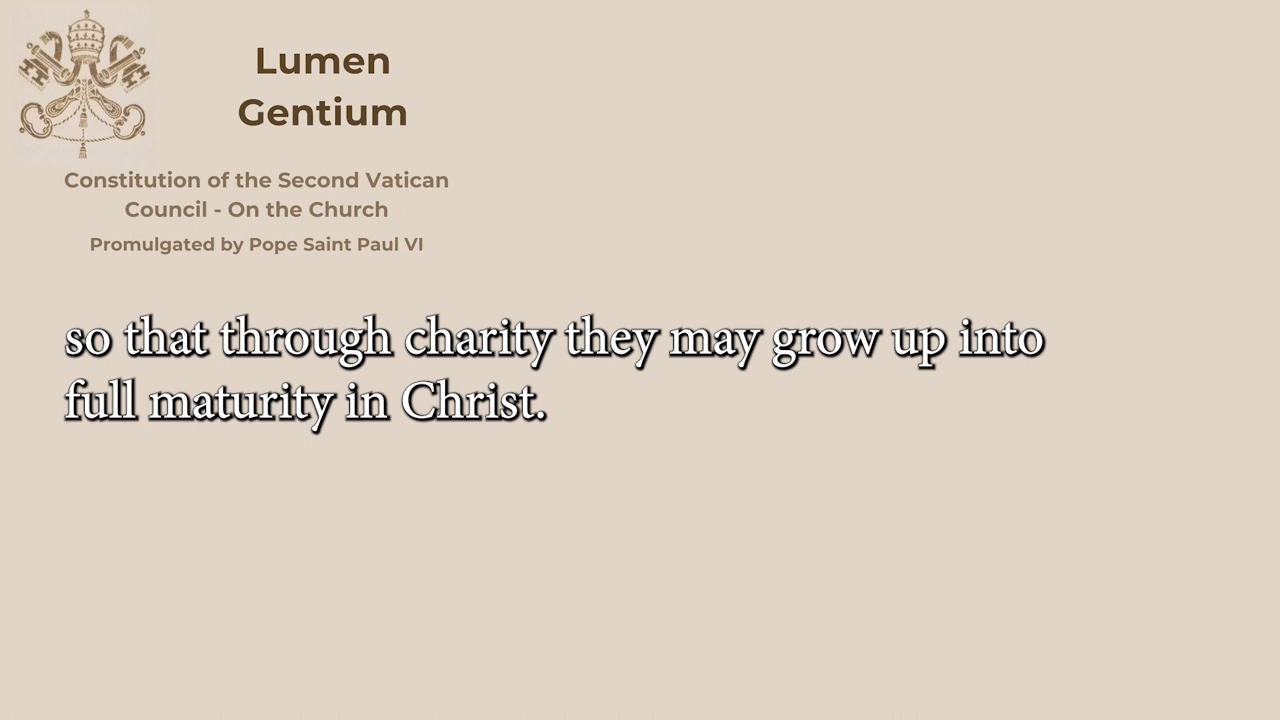 Lumen
Gentium
Constitution of the Second Vatican
Council - On the Church
Promulgated by Pope Saint Paul VI
so that through charity they may grow up into
full maturity in Christ.